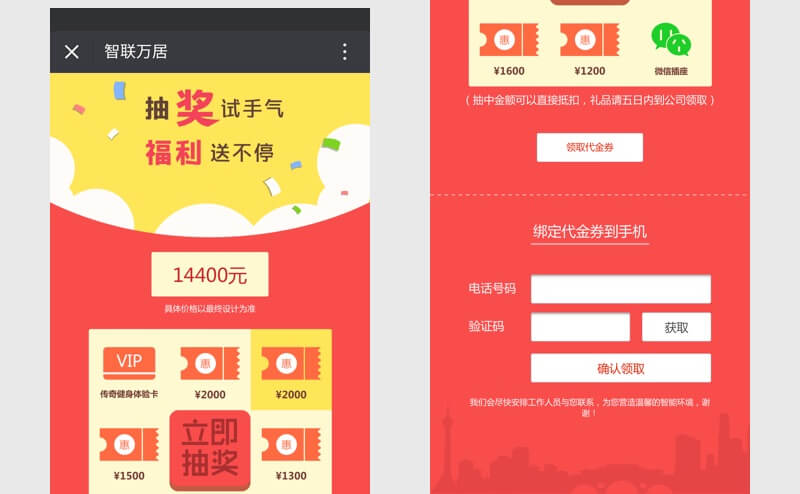 智联万居
抽奖试手气
福利送不停
14400元
具体价格以最终设计为准
VIP
惠
惠
传奇健身体验卡
¥2000
¥2000
惠
立即
抽奖
惠
¥1500
¥1300
惠
惠
¥1600
¥1200
微信插座
（抽中金额可以直接抵扣，礼品请五日内到公司领取）
领取代金券
绑定代金券到手机
电话号码
验证码
获取
确认领取
我们会尽快安排工作人员与您联系，为您营造温馨的智能环境，谢
谢！